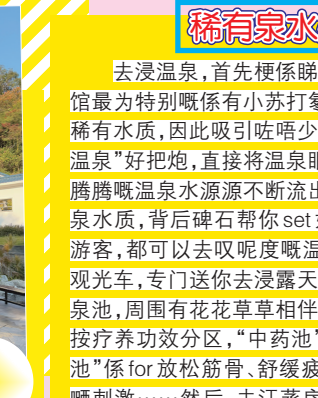 稀有泉水
去浸温泉，首先梗係睇
馆最为特别嘅係有小苏打氡
稀有水质，因此吸引咗唔少
温泉”好把炮，直接将温泉眼
腾腾嘅温泉水源源不断流出
泉水质，背后碑石帮你set好
游客，都可以去叹呢度嘅温
观光车，专门送你去浸露天
泉池，周围有花花草草相伴
按疗养功效分区，“中药池”
池”係for放松筋骨、舒缓疲